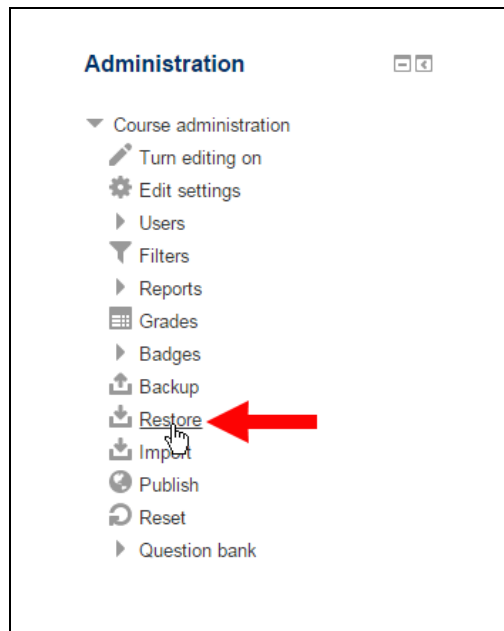 Administration
Course administration
Turn editing on
Edit settings
Users
Filters
Reports
Grades
Badges
Backup
Restore
Import
Publish
Reset
Question bank